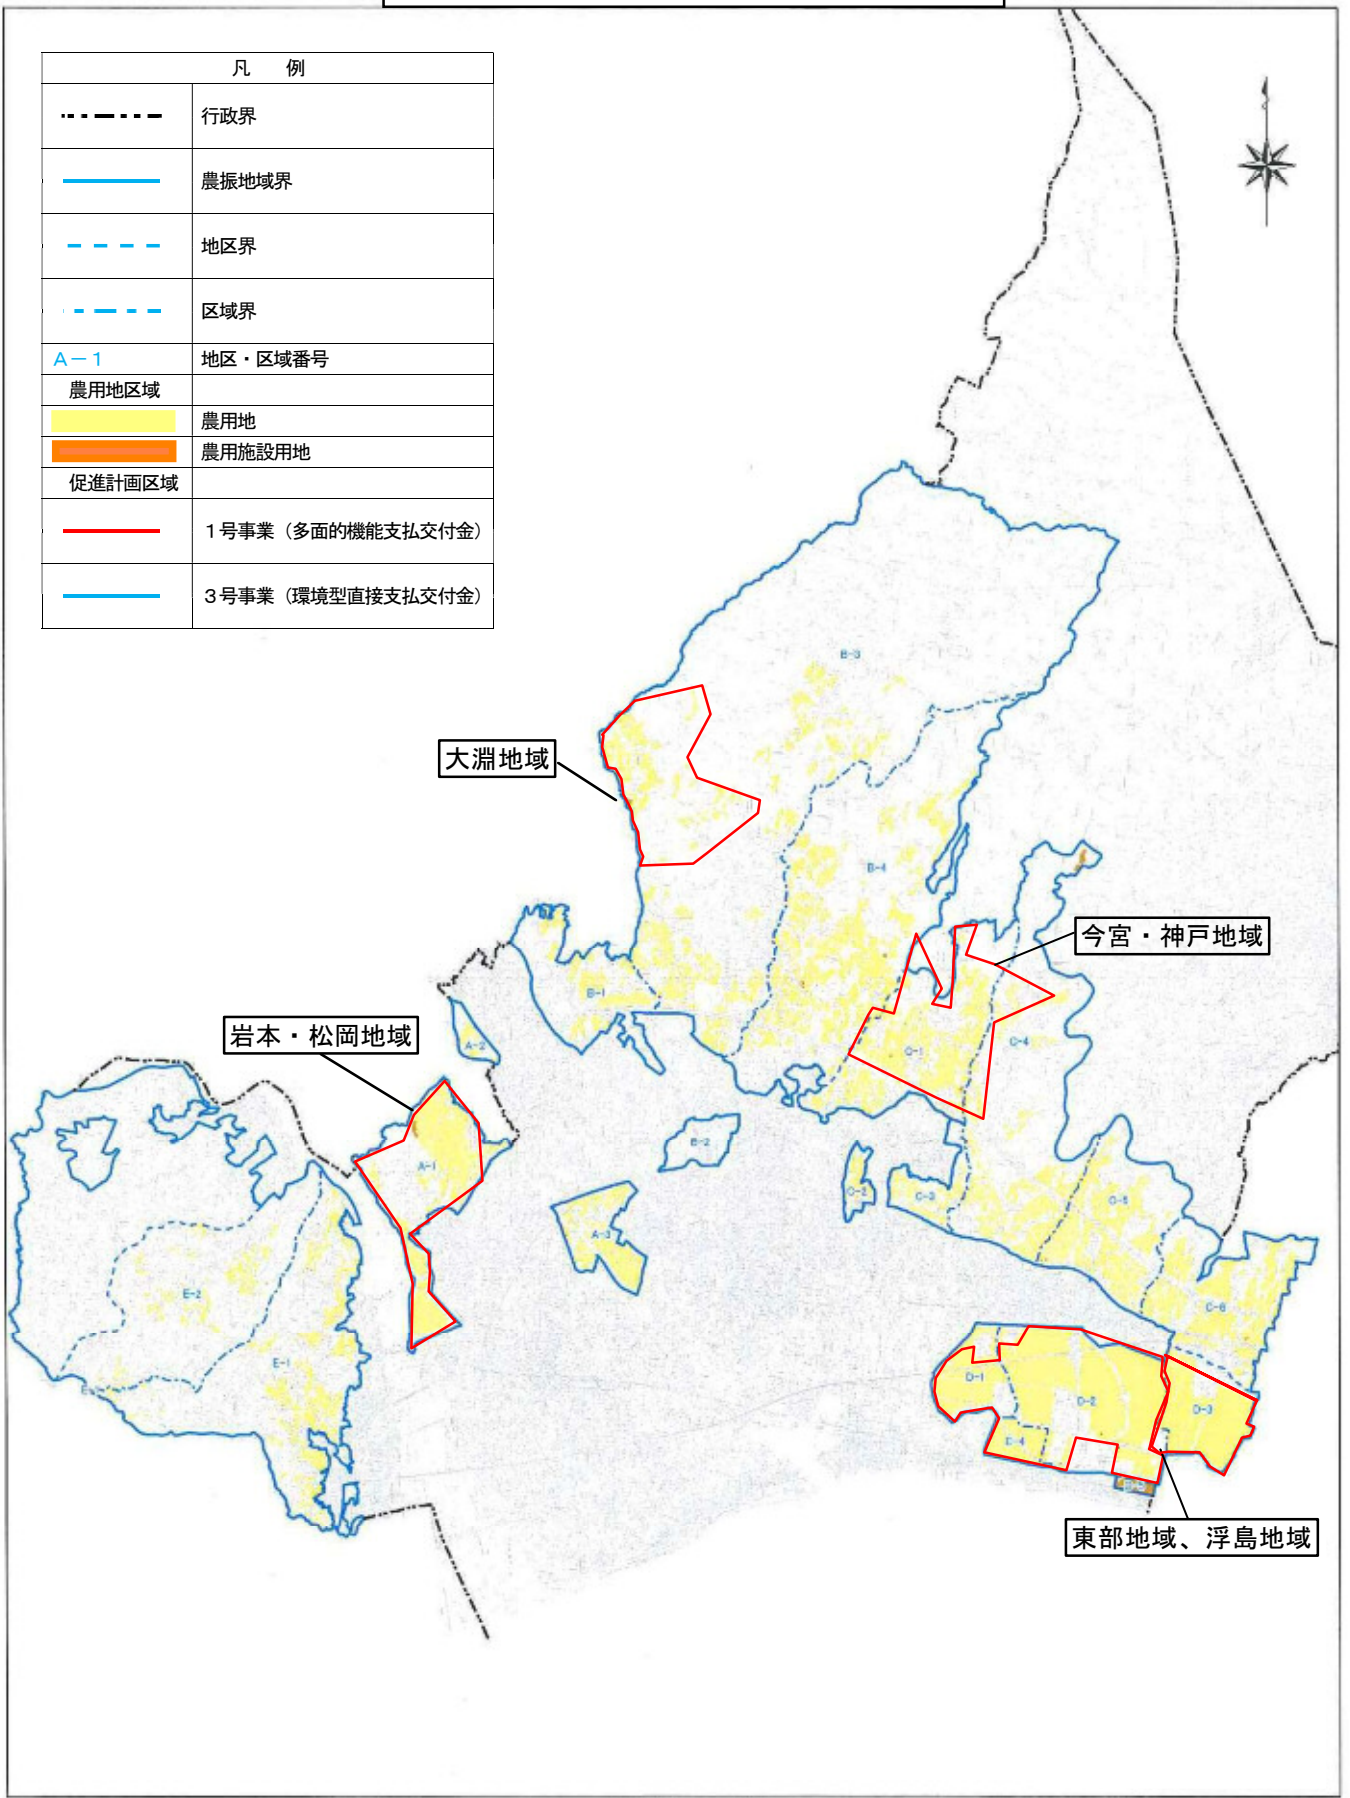 凡　例
行政界
農振地域界
地区界
区域界
A－1 地区・区域番号
農用地区域
農用地
農用施設用地
促進計画区域
１号事業（多面的機能支払交付金）
３号事業（環境型直接支払交付金）
B-3
大淵地域
B-4
今宮・神戸地域
B-1
岩本・松岡地域
A-2
C-1
C-4
B-2
A-1
C-2
C-3
C-5
A-3
E-2
C-6
E-1
D-1
D-2
D-3
D-4
東部地域、浮島地域